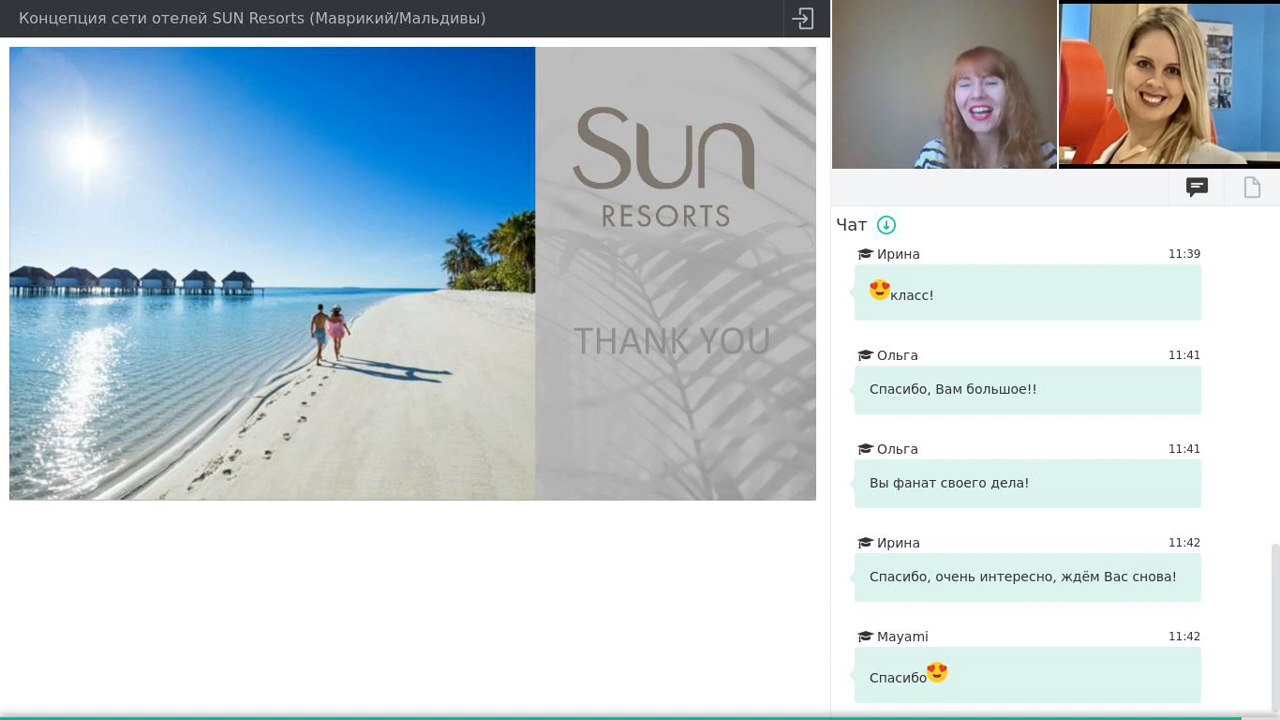 Концепция сети отелей SUN Resorts (Маврикий/Мальдивы)
Sun
RESORTS
THANK YOU
Чат
Ирина 11:39
класс!
Ольга 11:41
Спасибо, Вам большое!!
Ольга 11:41
Вы фанат своего дела!
Ирина 11:42
Спасибо, очень интересно, ждём Вас снова!
Mayami 11:42
Спасибо